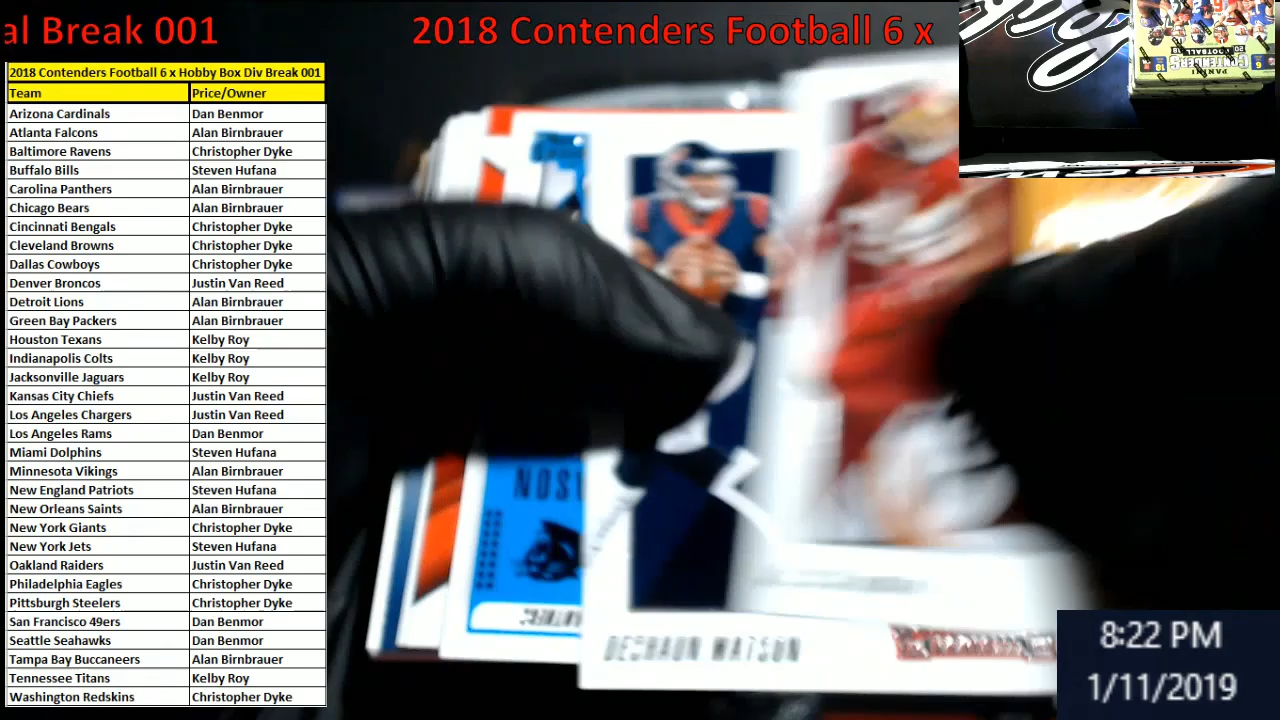 al Break 001
2018 Contenders Football 6 x
2018 Contenders Football 6 x Hobby Box Div Break 001
Team Price/Owner
Arizona Cardinals Dan Benmor
Atlanta Falcons Alan Birnbrauer
Baltimore Ravens Christopher Dyke
Buffalo Bills Steven Hufana
Carolina Panthers Alan Birnbrauer
Chicago Bears Alan Birnbrauer
Cincinnati Bengals Christopher Dyke
Cleveland Browns Christopher Dyke
Dallas Cowboys Christopher Dyke
Denver Broncos Justin Van Reed
Detroit Lions Alan Birnbrauer
Green Bay Packers Alan Birnbrauer
Houston Texans Kelby Roy
Indianapolis Colts Kelby Roy
Jacksonville Jaguars Kelby Roy
Kansas City Chiefs Justin Van Reed
Los Angeles Chargers Justin Van Reed
Los Angeles Rams Dan Benmor
Miami Dolphins Steven Hufana
Minnesota Vikings Alan Birnbrauer
New England Patriots Steven Hufana
New Orleans Saints Alan Birnbrauer
New York Giants Christopher Dyke
New York Jets Steven Hufana
Oakland Raiders Justin Van Reed
Philadelphia Eagles Christopher Dyke
Pittsburgh Steelers Christopher Dyke
San Francisco 49ers Dan Benmor
Seattle Seahawks Dan Benmor
Tampa Bay Buccaneers Alan Birnbrauer
Tennessee Titans Kelby Roy
Washington Redskins Christopher Dyke
PANINI
CONTENDERS
DESHAUN WATSON
8:22 PM
1/11/2019